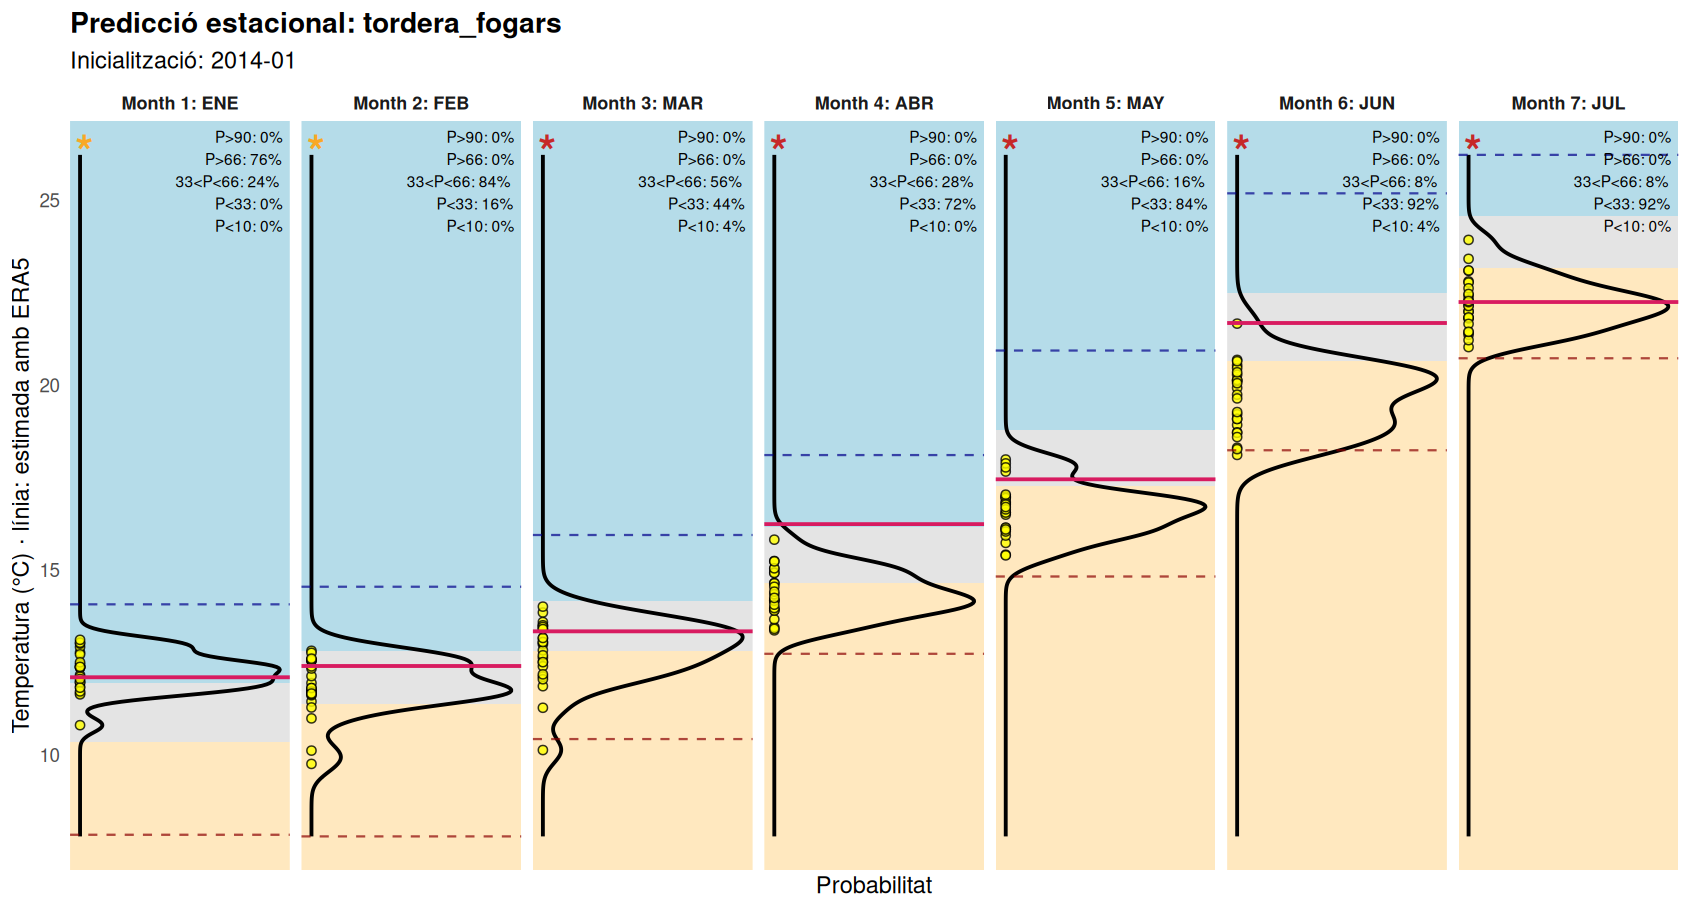 Predicció estacional: tordera_fogars
Inicialització: 2014-01
Month 1: ENE
Month 2: FEB
Month 3: MAR
Month 4: ABR
Month 5: MAY
Month 6: JUN
Month 7: JUL
*
P>90: 0%
P>66: 76%
33<P<66: 24%
P<33: 0%
P<10: 0%
*
P>90: 0%
P>66: 0%
33<P<66: 84%
P<33: 16%
P<10: 0%
*
P>90: 0%
P>66: 0%
33<P<66: 56%
P<33: 44%
P<10: 4%
*
P>90: 0%
P>66: 0%
33<P<66: 28%
P<33: 72%
P<10: 0%
*
P>90: 0%
P>66: 0%
33<P<66: 16%
P<33: 84%
P<10: 0%
*
P>90: 0%
P>66: 0%
33<P<66: 8%
P<33: 92%
P<10: 4%
*
P>90: 0%
P>66: 0%
33<P<66: 8%
P<33: 92%
P<10: 0%
25
20
15
10
Temperatura (°C) · línia: estimada amb ERA5
Probabilitat